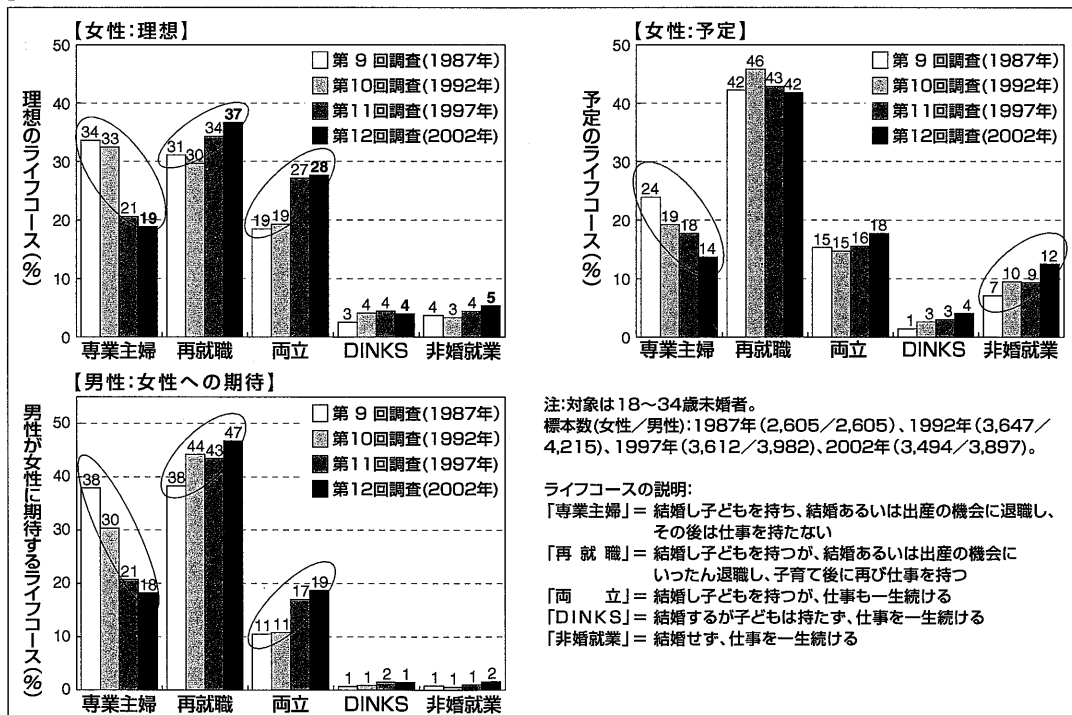 【女性:理想】
50
40
30
20
10
0
理想のライフコース(%)
第 9 回調査(1987年)
第10回調査(1992年)
第11回調査(1997年)
第12回調査(2002年)
34 33 21 19
31 30 34 37
19 19 27 28
3 4 4 4
4 3 4 5
専業主婦 再就職 両立 DINKS 非婚就業
【女性:予定】
50
40
30
20
10
0
予定のライフコース(%)
第 9 回調査(1987年)
第10回調査(1992年)
第11回調査(1997年)
第12回調査(2002年)
24 19 18 14
42 46 43 42
15 15 16 18
1 3 3 4
7 10 9 12
専業主婦 再就職 両立 DINKS 非婚就業
【男性:女性への期待】
50
40
30
20
10
0
男性が女性に期待するライフコース(%)
第 9 回調査(1987年)
第10回調査(1992年)
第11回調査(1997年)
第12回調査(2002年)
38 30 21 18
38 44 43 47
11 11 17 19
1 1 2 1
1 1 1 2
専業主婦 再就職 両立 DINKS 非婚就業
注:対象は18〜34歳未婚者。
標本数(女性/男性):1987年(2,605/2,605)、1992年(3,647/
4,215)、1997年(3,612/3,982)、2002年(3,494/3,897)。
ライフコースの説明:
「専業主婦」= 結婚し子どもを持ち、結婚あるいは出産の機会に退職し、
その後は仕事を持たない
「再 就 職」= 結婚し子どもを持つが、結婚あるいは出産の機会に
いったん退職し、子育て後に再び仕事を持つ
「両 立」= 結婚し子どもを持つが、仕事も一生続ける
「DINKS」= 結婚するが子どもは持たず、仕事を一生続ける
「非婚就業」= 結婚せず、仕事を一生続ける